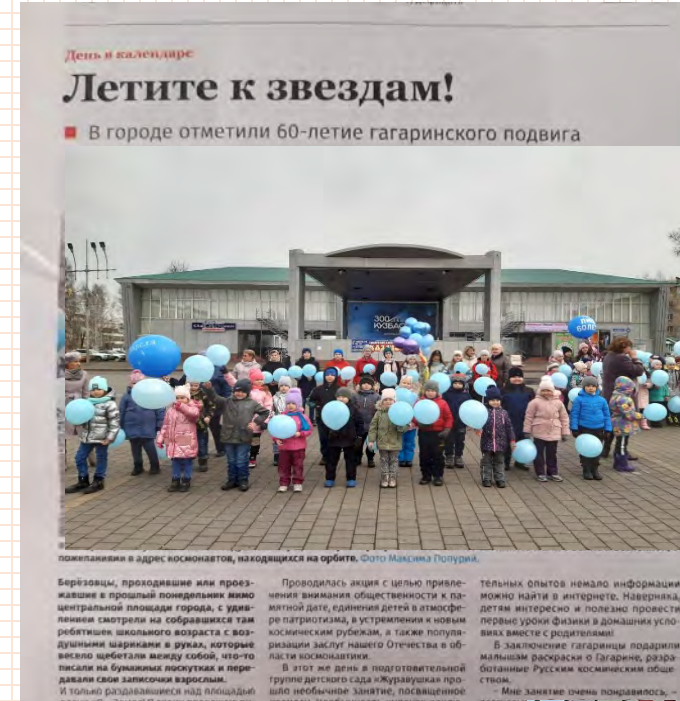 День в календаре
Летите к звездам!
В городе отметили 60-летие гагаринского подвига
300
КУЗБАСС
пожеланиями в адрес космонавтов, находящихся на орбите. Фото Максима Попурий.
Берёзовцы, проходившие или проез-
жавшие в прошлый понедельник мимо
центральной площади города, с удив-
лением смотрели на собравшихся там
ребятишек школьного возраста с воз-
душными шариками в руках, которые
весело щебетали между собой, что-то
писали на бумажных лоскутках и пере-
давали свои записочки взрослым.
И только раздававшиеся над площадью
Проводилась акция с целью привле-
чения внимания общественности к па-
мятной дате, единения детей в атмосфе-
ре патриотизма, в устремлении к новым
космическим рубежам, а также популя-
ризации заслуг нашего Отечества в об-
ласти космонавтики.
В этот же день в подготовительной
группе детского сада «Журавушка» про-
шло необычное занятие, посвященное
тельных опытов немало информации
можно найти в интернете. Наверняка,
детям интересно и полезно провести
первые уроки физики в домашних усло-
виях вместе с родителями!
В заключение гагаринцы подарили
малышам раскраски о Гагарине, разра-
ботанные Русским космическим обще-
ством.
– Мне занятие очень понравилось, –